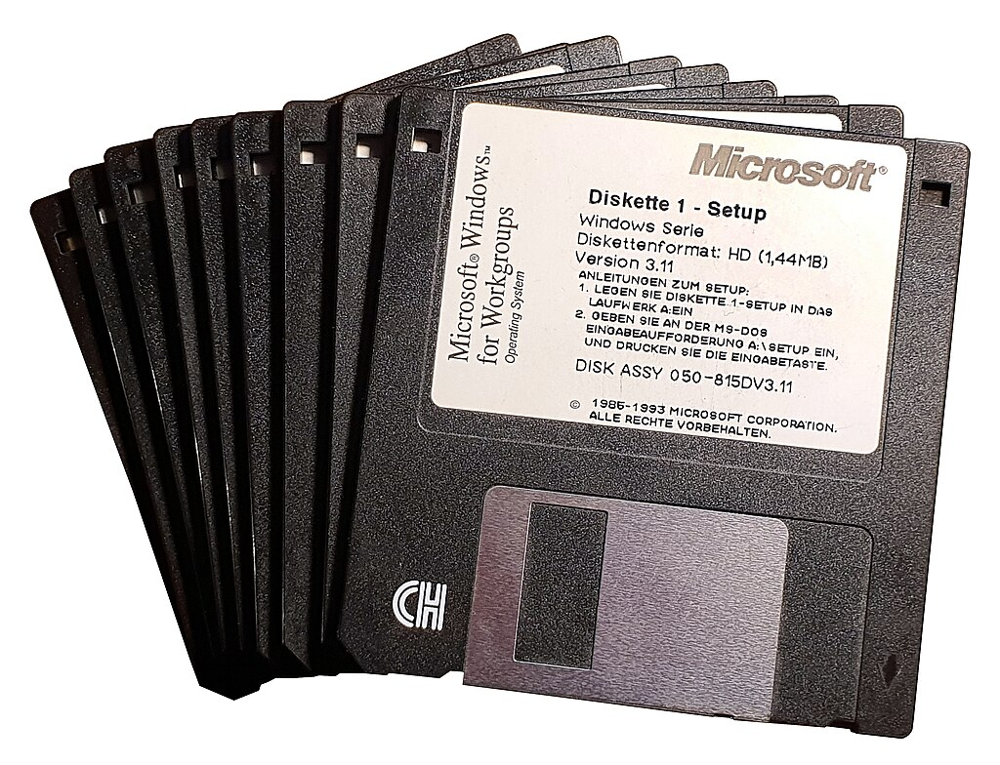 Microsoft® Windows™
for Workgroups
Operating System
Microsoft®
Diskette 1 - Setup
Windows Serie
Diskettenformat: HD (1,44MB)
Version 3.11
ANLEITUNGEN ZUM SETUP:
1. LEGEN SIE DISKETTE 1-SETUP IN DAS
LAUFWERK A:EIN
2. GEBEN SIE AN DER MS-DOS
EINGABEAUFFORDERUNG A:\SETUP EIN,
UND DRUCKEN SIE DIE EINGABETASTE.
DISK ASSY 050-815DV3.11
© 1985-1993 MICROSOFT CORPORATION.
ALLE RECHTE VORBEHALTEN.
CH